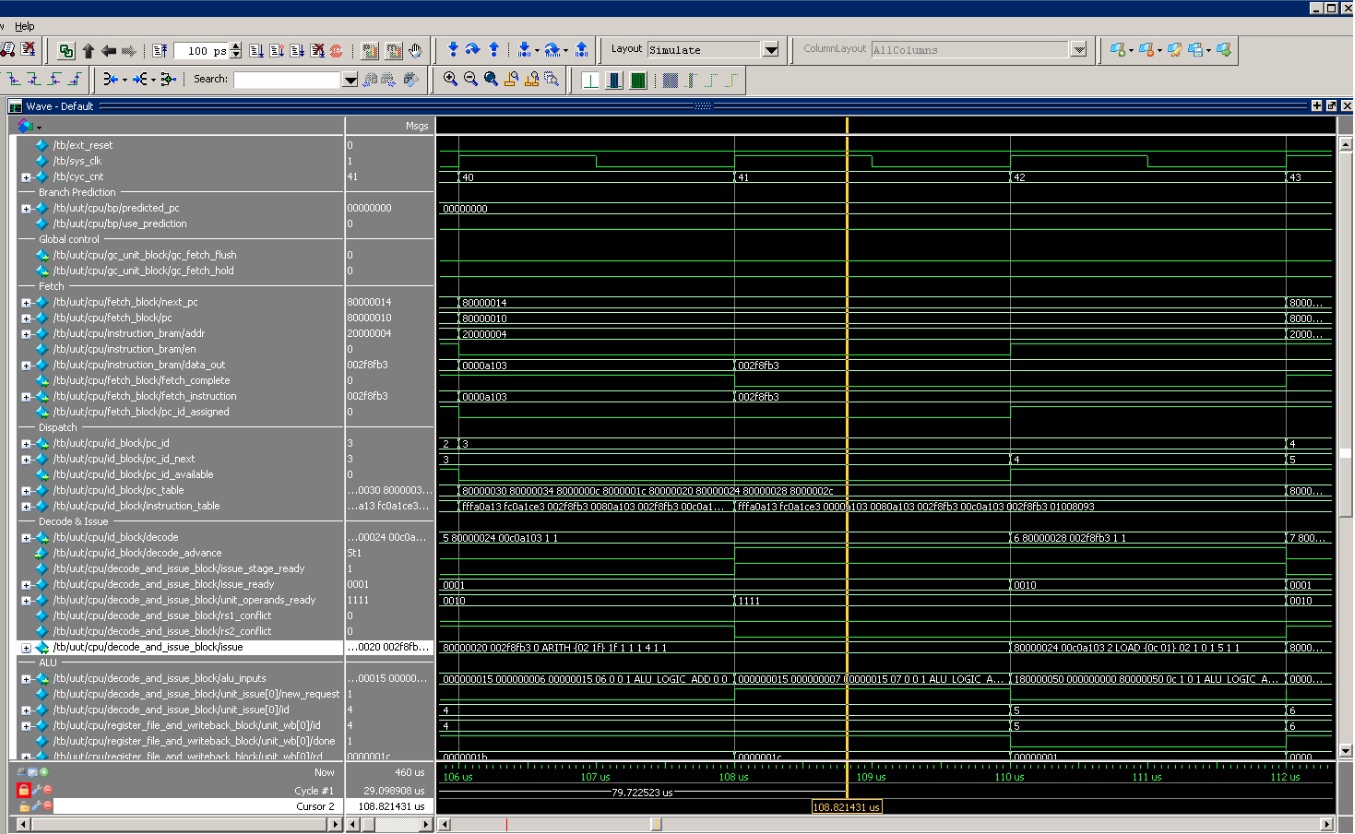 w Help
100 ps
Layout Simulate
ColumnLayout AllColumns
Search:
Wave - Default
Msgs
/tb/ext_reset 0
/tb/sys_clk 1
/tb/cyc_cnt 41 40 41 42 43
Branch Prediction
/tb/uut/cpu/bp/predicted_pc 00000000 00000000
/tb/uut/cpu/bp/use_prediction 0
Global control
/tb/uut/cpu/gc_unit_block/gc_fetch_flush 0
/tb/uut/cpu/gc_unit_block/gc_fetch_hold 0
Fetch
/tb/uut/cpu/fetch_block/next_pc 80000014 80000014 8000...
/tb/uut/cpu/fetch_block/pc 80000010 80000010 8000...
/tb/uut/cpu/instruction_bram/addr 20000004 20000004 2000...
/tb/uut/cpu/instruction_bram/en 0
/tb/uut/cpu/instruction_bram/data_out 002f8fb3 0000a103 002f8fb3
/tb/uut/cpu/fetch_block/fetch_complete 0
/tb/uut/cpu/fetch_block/fetch_instruction 002f8fb3 0000a103 002f8fb3
/tb/uut/cpu/fetch_block/pc_id_assigned 0
Dispatch
/tb/uut/cpu/id_block/pc_id 3 2 3 4
/tb/uut/cpu/id_block/pc_id_next 3 3 4 5
/tb/uut/cpu/id_block/pc_id_available 0
/tb/uut/cpu/id_block/pc_table ...0030 8000003... 80000030 80000034 8000000c 8000001c 80000020 80000024 80000028 8000002c 8000...
/tb/uut/cpu/id_block/instruction_table ...a13 fc0a1ce3... fffa0a13 fc0a1ce3 002f8fb3 0080a103 002f8fb3 00c0a1... fffa0a13 fc0a1ce3 0000a103 0080a103 002f8fb3 00c0a103 002f8fb3 01008093
Decode & Issue
/tb/uut/cpu/id_block/decode ...00024 00c0a... 5 80000024 00c0a103 1 1 6 80000028 002f8fb3 1 1 7 800...
/tb/uut/cpu/id_block/decode_advance St1
/tb/uut/cpu/decode_and_issue_block/issue_stage_ready 1
/tb/uut/cpu/decode_and_issue_block/issue_ready 0001 0001 0010 0001
/tb/uut/cpu/decode_and_issue_block/unit_operands_ready 1111 0010 1111 0010
/tb/uut/cpu/decode_and_issue_block/rs1_conflict 0
/tb/uut/cpu/decode_and_issue_block/rs2_conflict 0
/tb/uut/cpu/decode_and_issue_block/issue ...0020 002f8fb... 80000020 002f8fb3 0 ARITH {02 1f} 1f 1 1 1 4 1 1 80000024 00c0a103 2 LOAD {0c 01} 02 1 0 1 5 1 1 8000...
ALU
/tb/uut/cpu/decode_and_issue_block/alu_inputs ...00015 00000... 000000015 000000006 00000015 06 0 0 1 ALU_LOGIC_ADD 0 0 000000015 000000007 00000015 07 0 0 1 ALU_LOGIC_A... 180000050 000000000 80000050 0c 1 0 1 ALU_LOGIC_A... 0000...
/tb/uut/cpu/decode_and_issue_block/unit_issue[0]/new_request 1
/tb/uut/cpu/decode_and_issue_block/unit_issue[0]/id 4 4 5 6
/tb/uut/cpu/register_file_and_writeback_block/unit_wb[0]/id 4 4 5 6
/tb/uut/cpu/register_file_and_writeback_block/unit_wb[0]/done 1
/tb/uut/cpu/register_file_and_writeback_block/unit_wb[0]/rd 0000001c 0000001b 0000001c 00000001 0000
Now 460 us 106 us 107 us 108 us 109 us 110 us 111 us 112 us
Cycle #1 29.098908 us 79.722523 us
Cursor 2 108.821431 us 108.821431 us